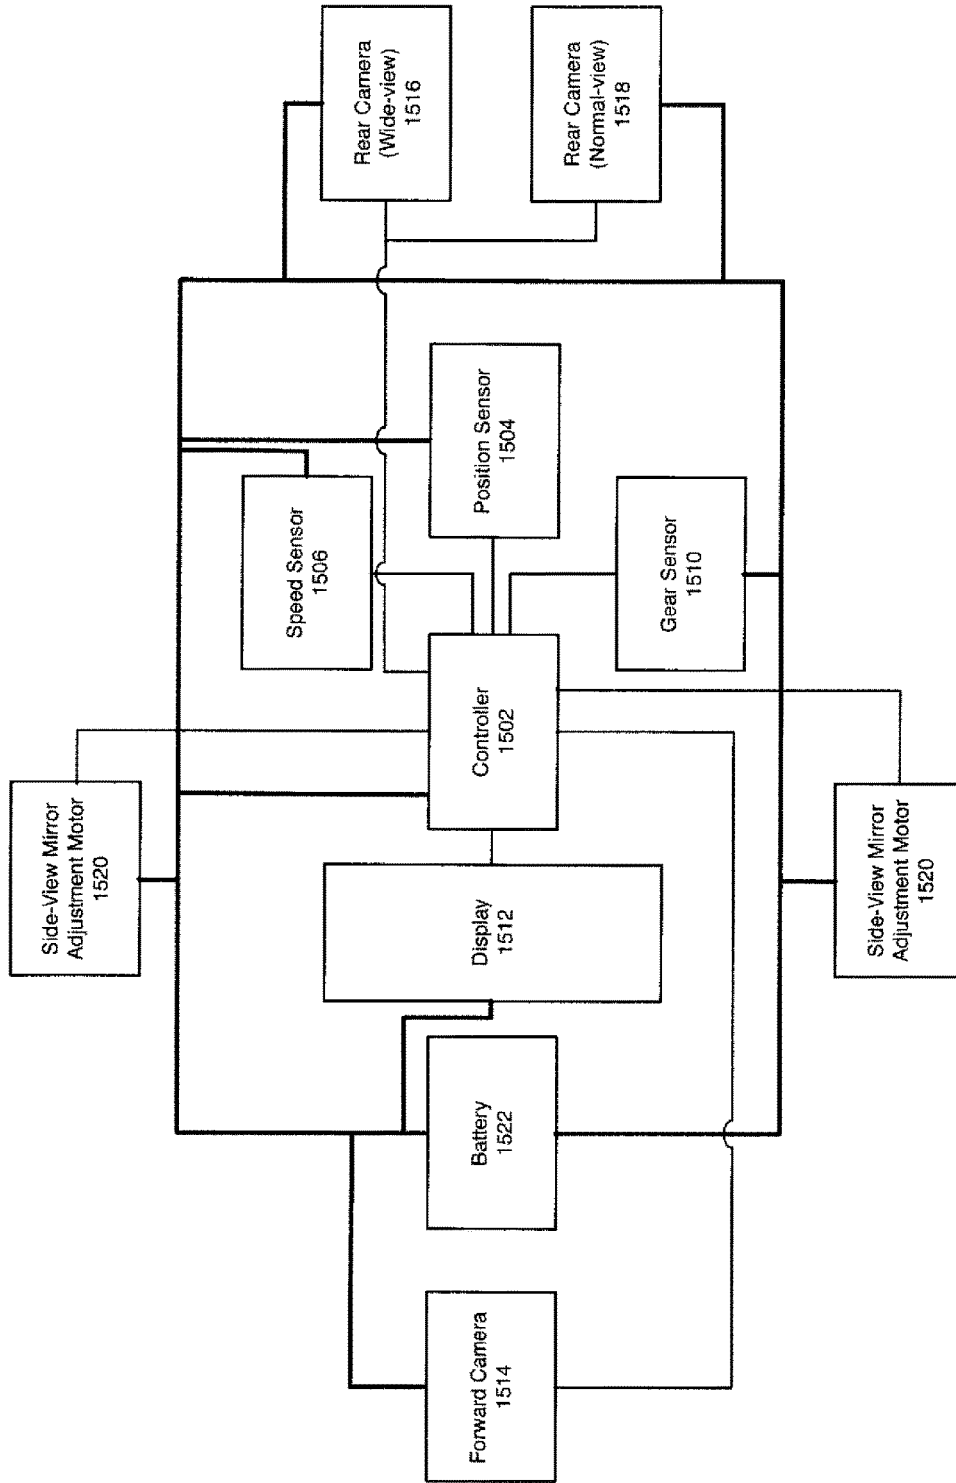 Side-View Mirror
Adjustment Motor
1520
Rear Camera
(Wide-view)
1516
Speed Sensor
1506
Forward Camera
1514
Battery
1522
Display
1512
Controller
1502
Position Sensor
1504
Rear Camera
(Normal-view)
1518
Gear Sensor
1510
Side-View Mirror
Adjustment Motor
1520